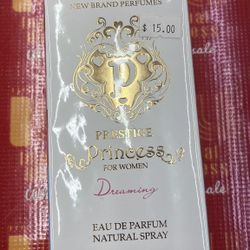 NEW BRAND PERFUMES
$ 15.00
P
PRESTIGE
Princess
FOR WOMEN
Dreaming
EAU DE PARFUM
NATURAL SPRAY